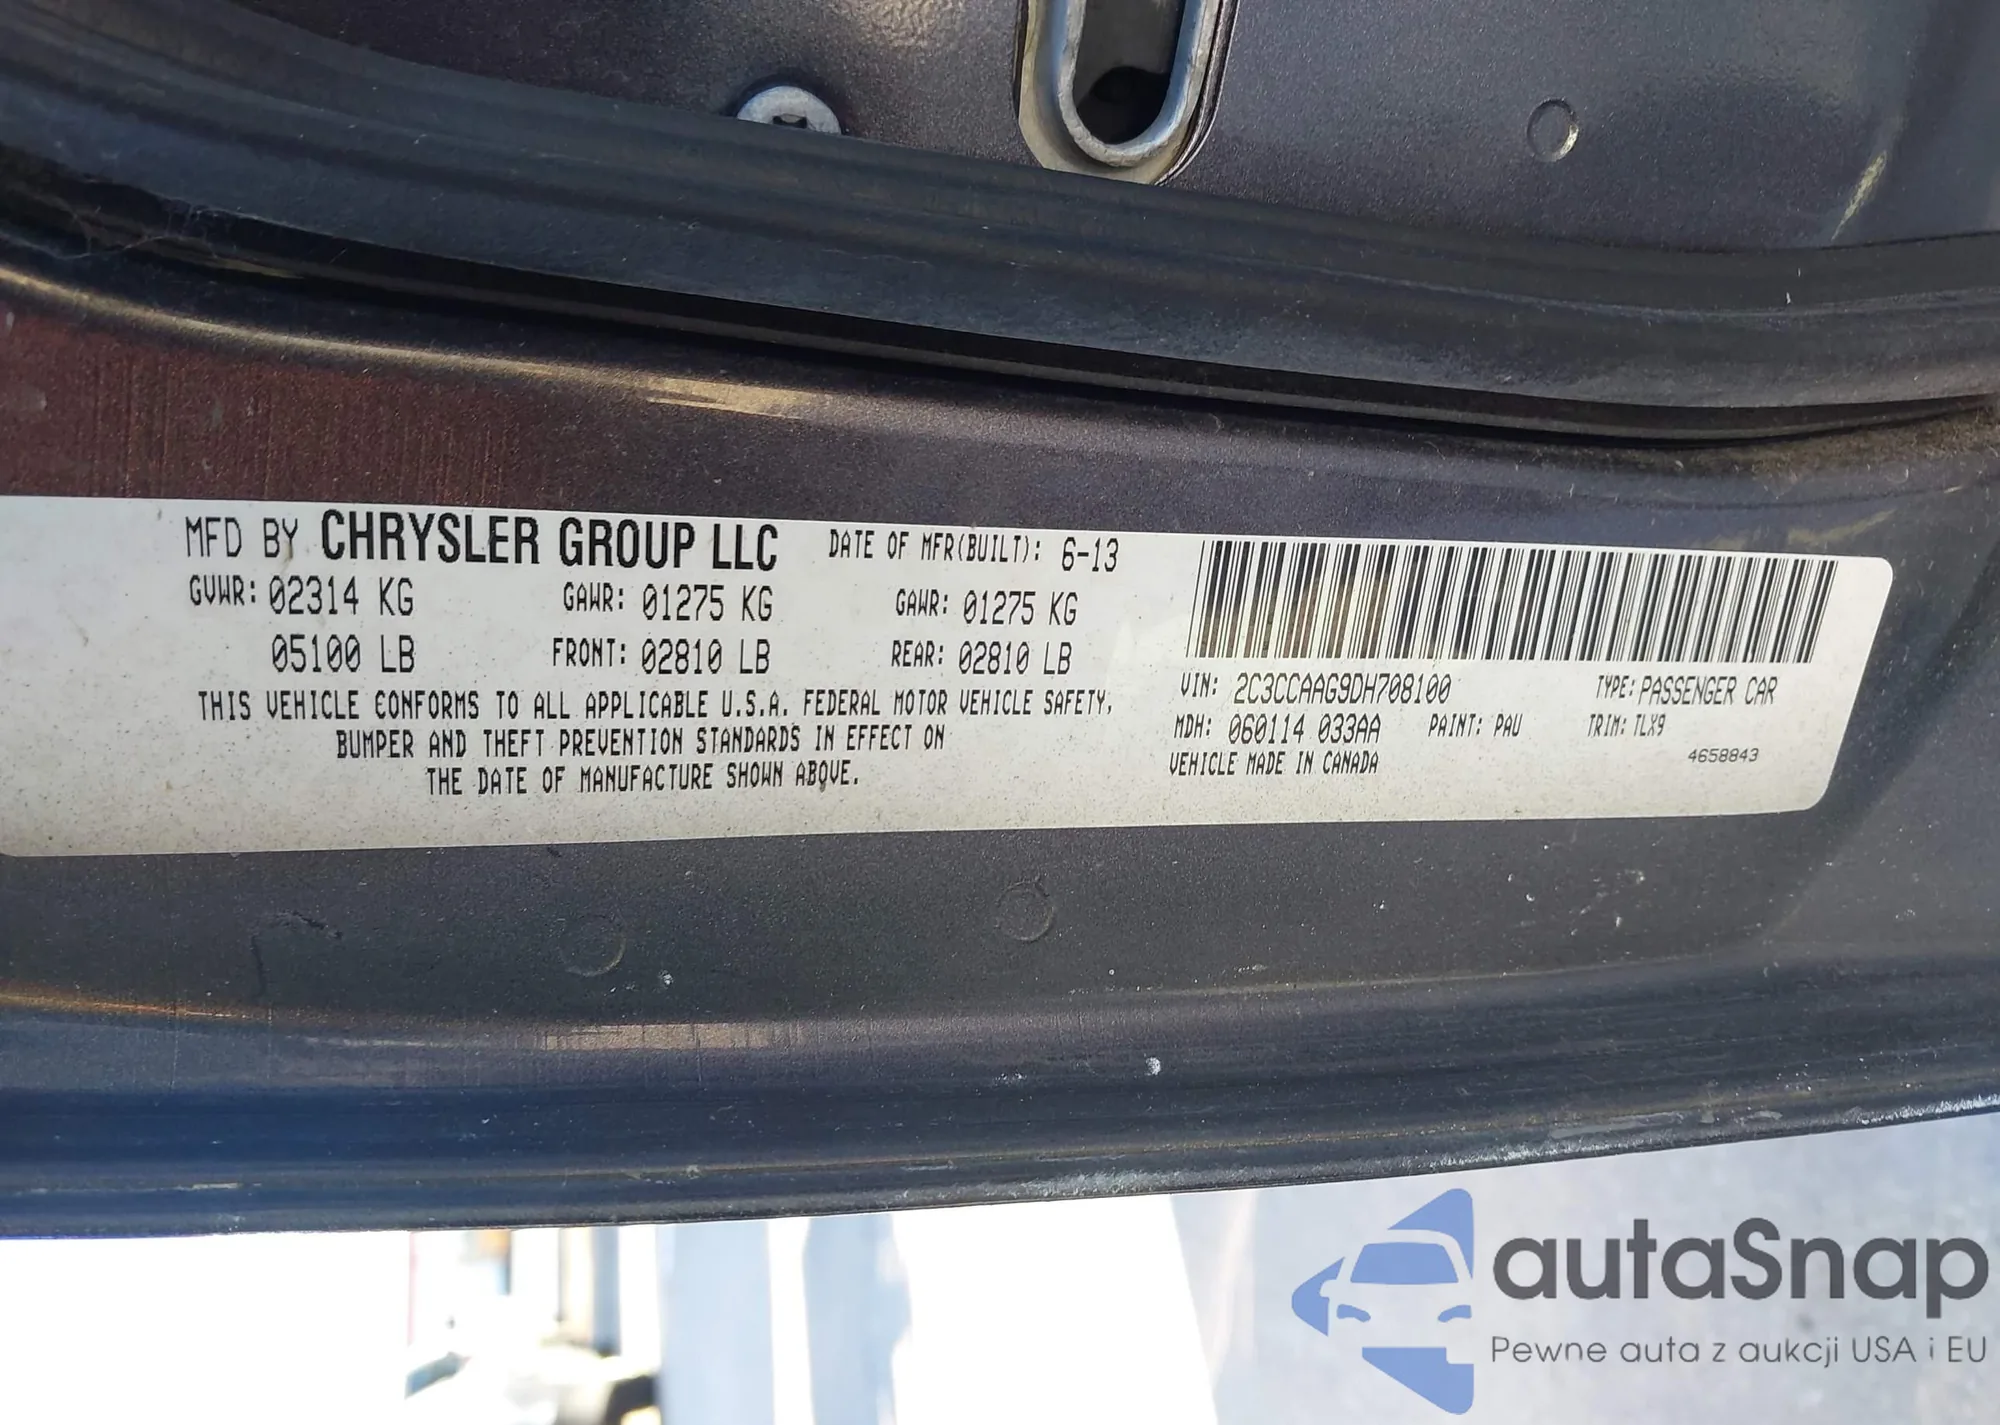 MFD BY CHRYSLER GROUP LLC DATE OF MFR(BUILT): 6-13
GVWR: 02314 KG GAWR: 01275 KG GAWR: 01275 KG
05100 LB FRONT: 02810 LB REAR: 02810 LB
THIS VEHICLE CONFORMS TO ALL APPLICABLE U.S.A. FEDERAL MOTOR VEHICLE SAFETY,
BUMPER AND THEFT PREVENTION STANDARDS IN EFFECT ON
THE DATE OF MANUFACTURE SHOWN ABOVE.
VIN: 2C3CCAAG9DH708100 TYPE: PASSENGER CAR
MDH: 060114 033AA PAINT: PAU TRIM: TLX9
VEHICLE MADE IN CANADA 4658843
autaSnap
Pewne auta z aukcji USA i EU